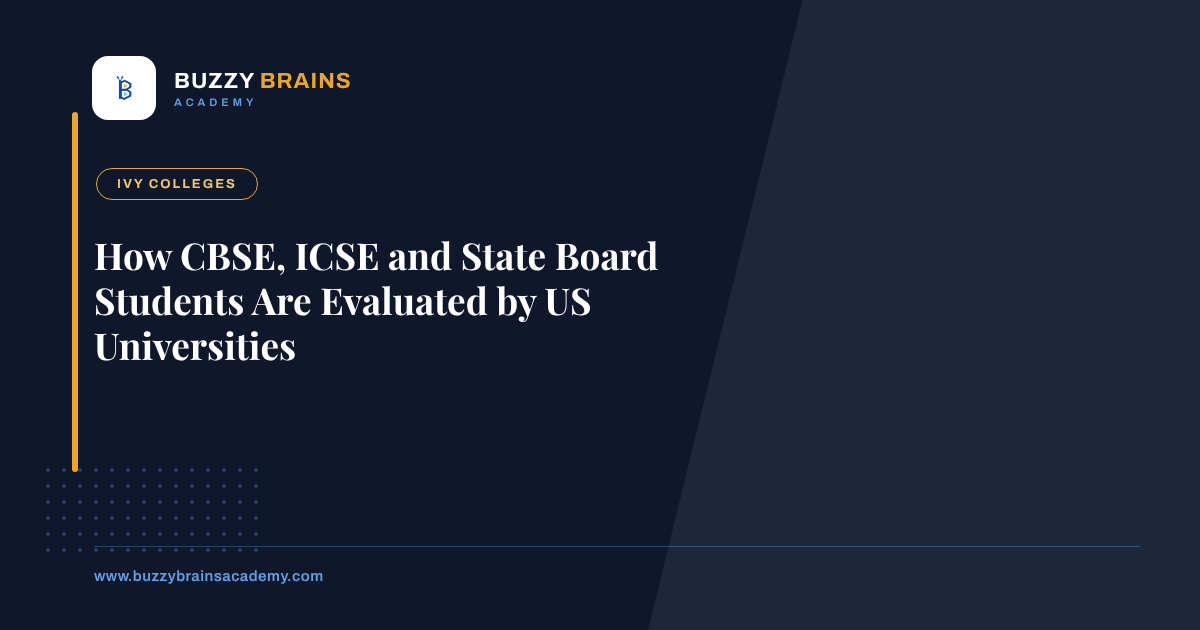 BUZZY BRAINS
ACADEMY
IVY COLLEGES
How CBSE, ICSE and State Board
Students Are Evaluated by US
Universities
www.buzzybrainsacademy.com